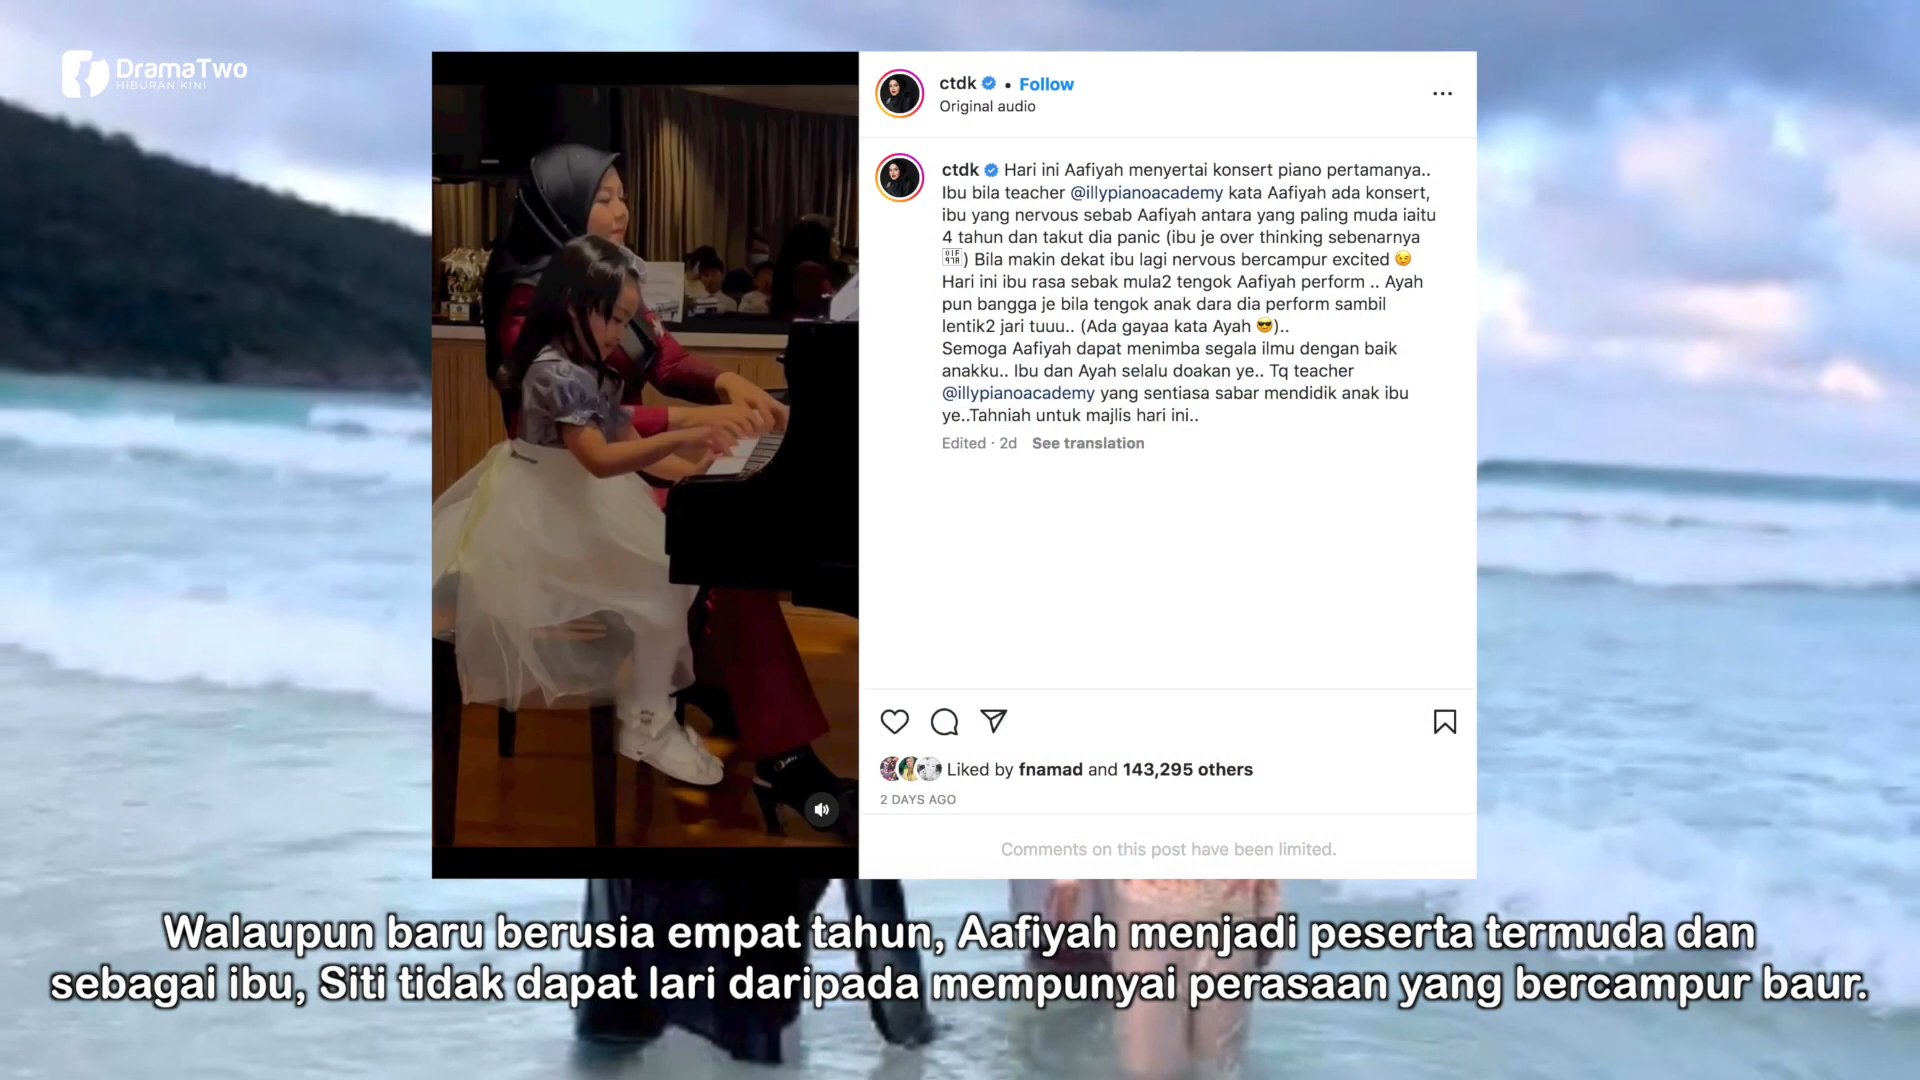 DramaTwo
HIBURAN KINI
ctdk • Follow
Original audio
ctdk Hari ini Aafiyah menyertai konsert piano pertamanya..
Ibu bila teacher @illypianoacademy kata Aafiyah ada konsert,
ibu yang nervous sebab Aafiyah antara yang paling muda iaitu
4 tahun dan takut dia panic (ibu je over thinking sebenarnya
) Bila makin dekat ibu lagi nervous bercampur excited 😉
Hari ini ibu rasa sebak mula2 tengok Aafiyah perform .. Ayah
pun bangga je bila tengok anak dara dia perform sambil
lentik2 jari tuuu.. (Ada gayaa kata Ayah 😎)..
Semoga Aafiyah dapat menimba segala ilmu dengan baik
anakku.. Ibu dan Ayah selalu doakan ye.. Tq teacher
@illypianoacademy yang sentiasa sabar mendidik anak ibu
ye..Tahniah untuk majlis hari ini..
Edited · 2d See translation
Liked by fnamad and 143,295 others
2 DAYS AGO
Comments on this post have been limited.
Walaupun baru berusia empat tahun, Aafiyah menjadi peserta termuda dan
sebagai ibu, Siti tidak dapat lari daripada mempunyai perasaan yang bercampur baur.